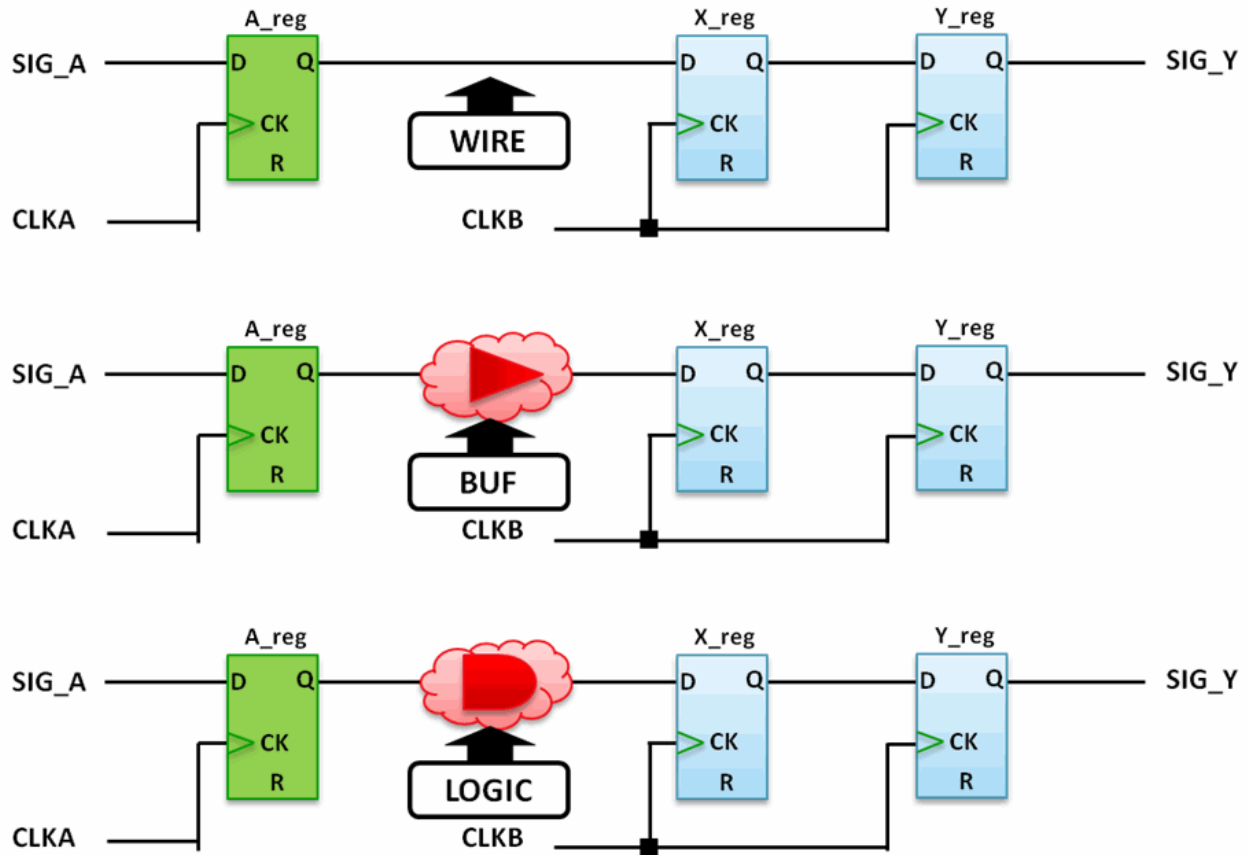 A_reg X_reg Y_reg
SIG_A D Q D Q D Q SIG_Y
CK CK CK
WIRE
R R R
CLKA CLKB
A_reg X_reg Y_reg
SIG_A D Q D Q D Q SIG_Y
CK CK CK
BUF
R R R
CLKA CLKB
A_reg X_reg Y_reg
SIG_A D Q D Q D Q SIG_Y
CK CK CK
LOGIC
R R R
CLKA CLKB